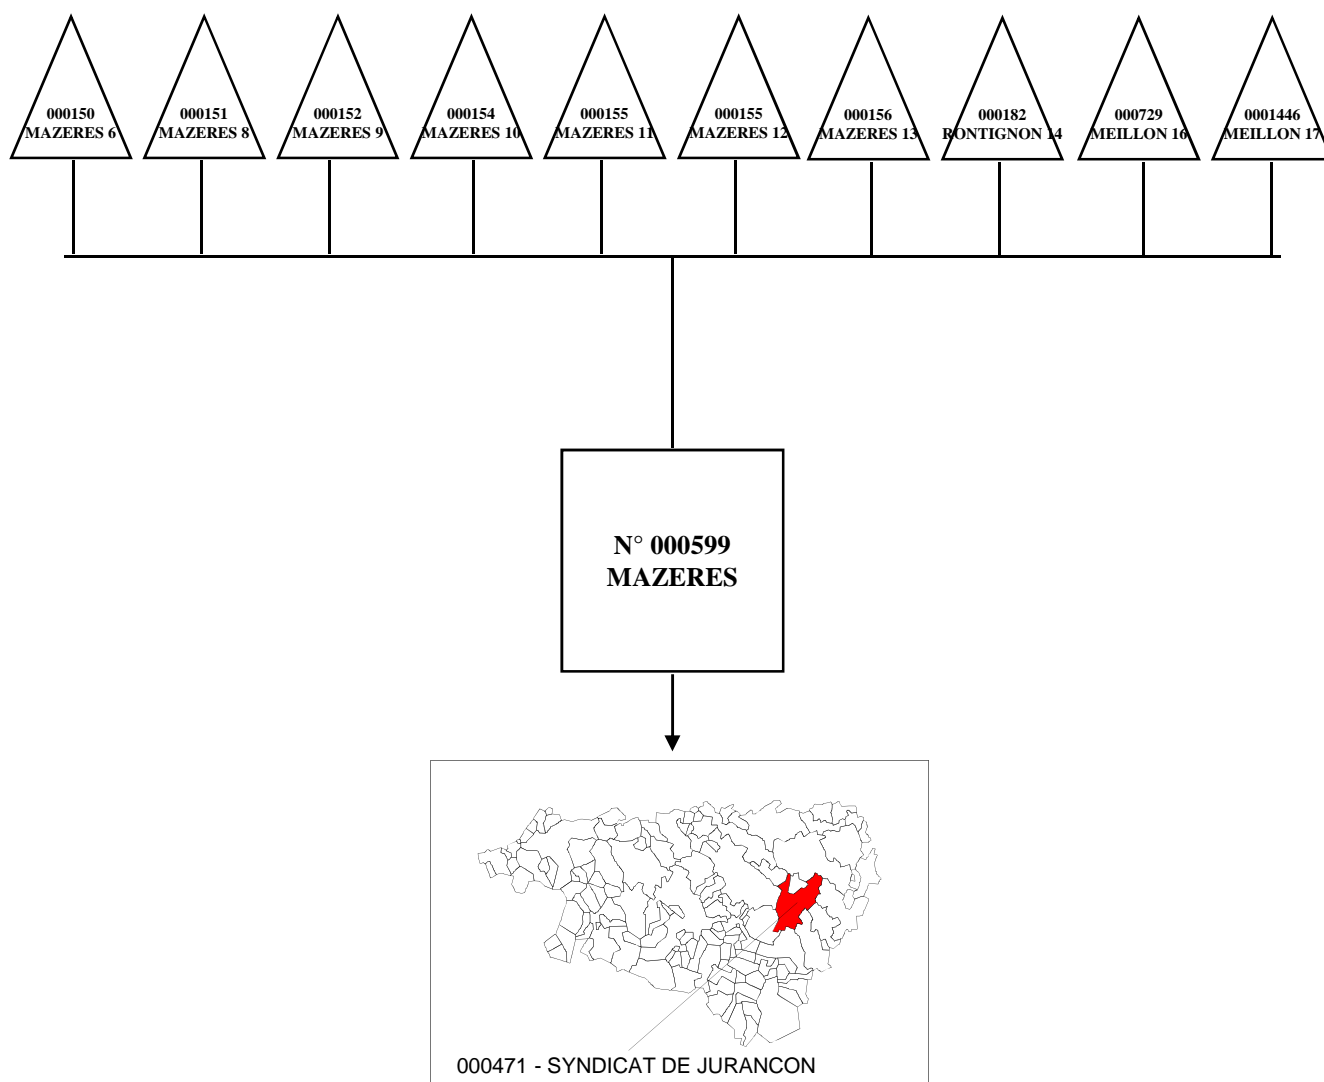 000150
MAZERES 6
000151
MAZERES 8
000152
MAZERES 9
000154
MAZERES 10
000155
MAZERES 11
000155
MAZERES 12
000156
MAZERES 13
000182
RONTIGNON 14
000729
MEILLON 16
0001446
MEILLON 17
N° 000599
MAZERES
000471 - SYNDICAT DE JURANCON